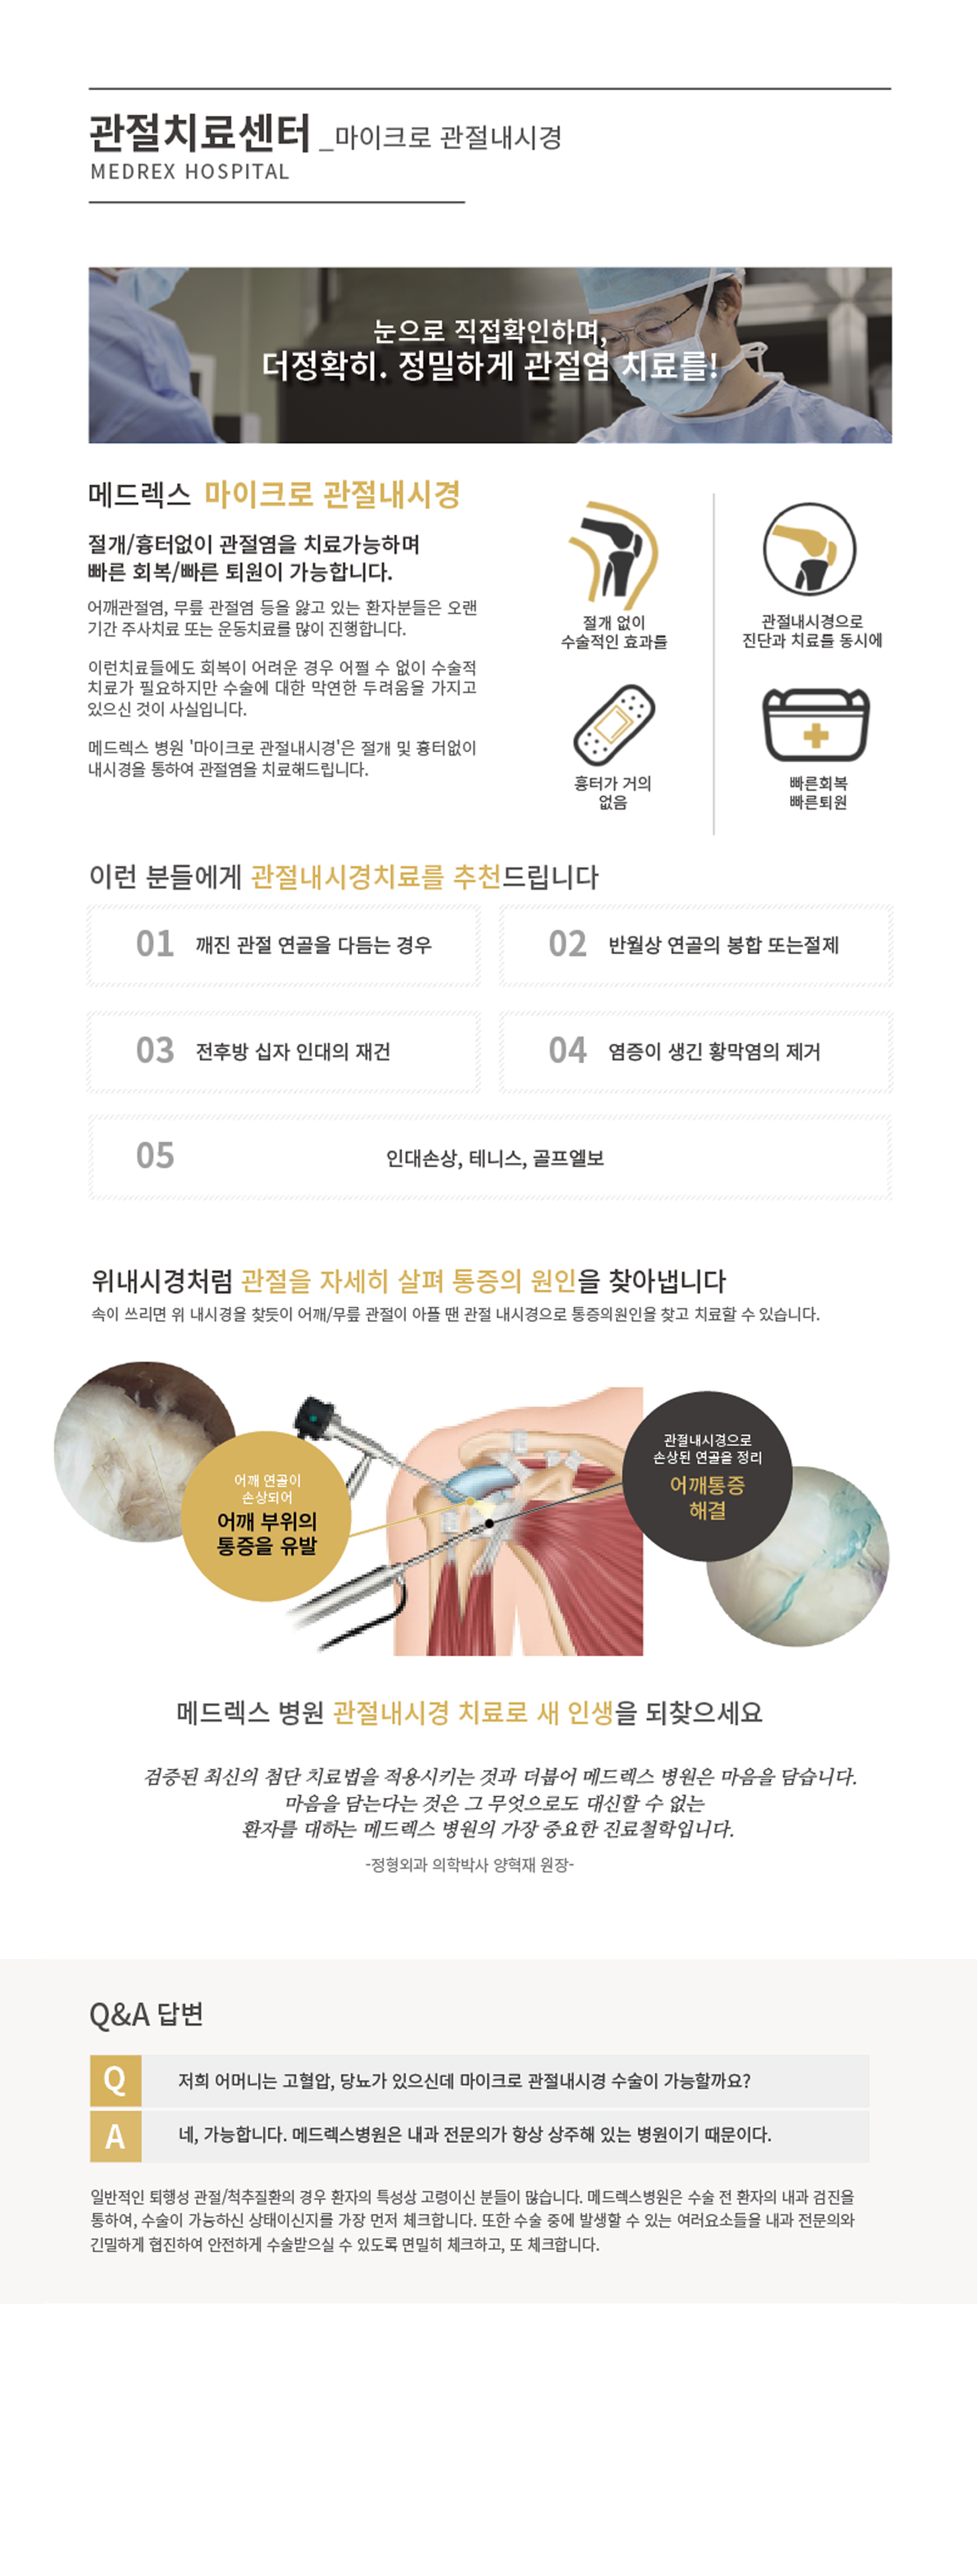 관절치료센터 _마이크로 관절내시경
MEDREX HOSPITAL
눈으로 직접확인하며,
더정확히. 정밀하게 관절염 치료를!
메드렉스 마이크로 관절내시경
절개/흉터없이 관절염을 치료가능하며
빠른 회복/빠른 퇴원이 가능합니다.
어깨관절염, 무릎 관절염 등을 앓고 있는 환자분들은 오랜
기간 주사치료 또는 운동치료를 많이 진행합니다.
이런치료들에도 회복이 어려운 경우 어쩔 수 없이 수술적
치료가 필요하지만 수술에 대한 막연한 두려움을 가지고
있으신 것이 사실입니다.
메드렉스 병원 '마이크로 관절내시경'은 절개 및 흉터없이
내시경을 통하여 관절염을 치료해드립니다.
절개 없이
수술적인 효과를
관절내시경으로
진단과 치료를 동시에
흉터가 거의
없음
빠른회복
빠른퇴원
이런 분들에게 관절내시경치료를 추천드립니다
01 깨진 관절 연골을 다듬는 경우
02 반월상 연골의 봉합 또는절제
03 전후방 십자 인대의 재건
04 염증이 생긴 황막염의 제거
05 인대손상, 테니스, 골프엘보
위내시경처럼 관절을 자세히 살펴 통증의 원인을 찾아냅니다
속이 쓰리면 위 내시경을 찾듯이 어깨/무릎 관절이 아플 땐 관절 내시경으로 통증의원인을 찾고 치료할 수 있습니다.
어깨 연골이
손상되어
어깨 부위의
통증을 유발
관절내시경으로
손상된 연골을 정리
어깨통증
해결
메드렉스 병원 관절내시경 치료로 새 인생을 되찾으세요
검증된 최신의 첨단 치료법을 적용시키는 것과 더불어 메드렉스 병원은 마음을 담습니다.
마음을 담는다는 것은 그 무엇으로도 대신할 수 없는
환자를 대하는 메드렉스 병원의 가장 중요한 진료철학입니다.
-정형외과 의학박사 양혁재 원장-
Q&A 답변
Q 저희 어머니는 고혈압, 당뇨가 있으신데 마이크로 관절내시경 수술이 가능할까요?
A 네, 가능합니다. 메드렉스병원은 내과 전문의가 항상 상주해 있는 병원이기 때문이다.
일반적인 퇴행성 관절/척추질환의 경우 환자의 특성상 고령이신 분들이 많습니다. 메드렉스병원은 수술 전 환자의 내과 검진을
통하여, 수술이 가능하신 상태이신지를 가장 먼저 체크합니다. 또한 수술 중에 발생할 수 있는 여러요소들을 내과 전문의와
긴밀하게 협진하여 안전하게 수술받으실 수 있도록 면밀히 체크하고, 또 체크합니다.